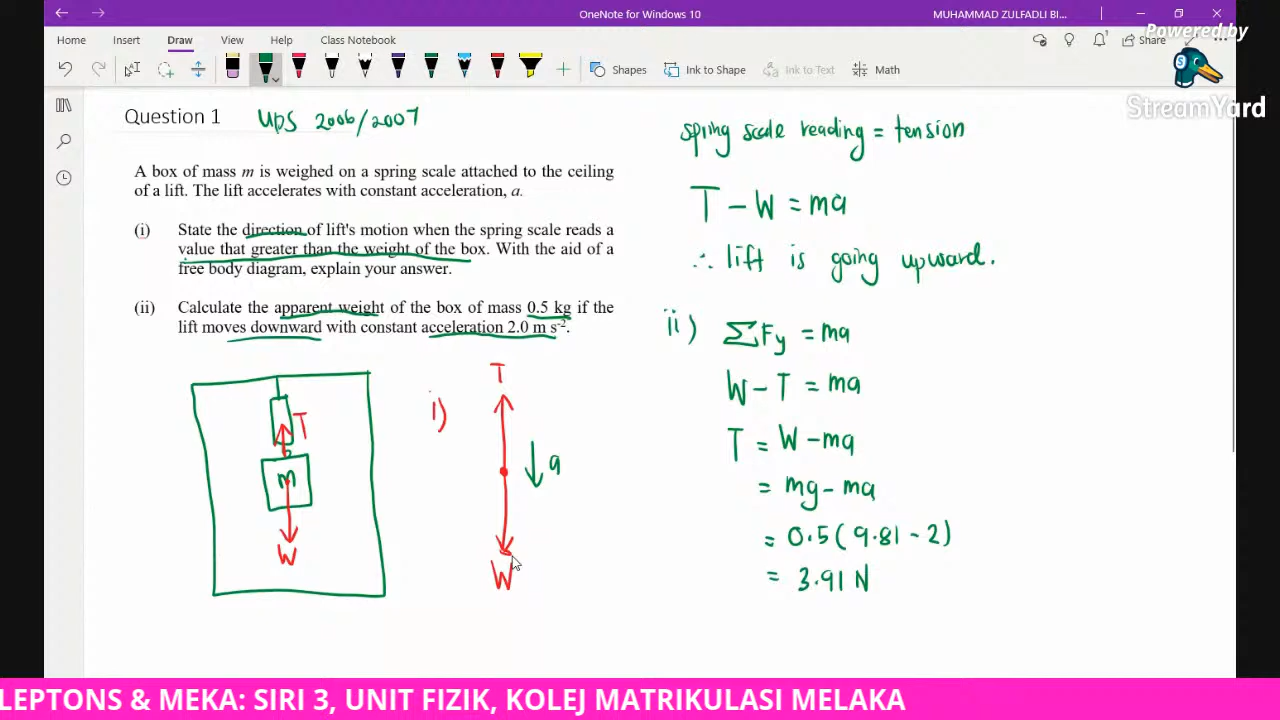 OneNote for Windows 10
MUHAMMAD ZULFADLI BI...
Powered by
StreamYard
Home Insert Draw View Help Class Notebook Share
Shapes Ink to Shape Ink to Text Math
Question 1 UPS 2006/2007
A box of mass m is weighed on a spring scale attached to the ceiling
of a lift. The lift accelerates with constant acceleration, a.
(i) State the direction of lift's motion when the spring scale reads a
value that greater than the weight of the box. With the aid of a
free body diagram, explain your answer.
(ii) Calculate the apparent weight of the box of mass 0.5 kg if the
lift moves downward with constant acceleration 2.0 m s-2.
T
m
W
i)
T
a
W
spring scale reading = tension
T - W = ma
∴ lift is going upward.
ii) ΣFy = ma
W - T = ma
T = W - ma
= mg - ma
= 0.5(9.81 - 2)
= 3.91 N
LEPTONS & MEKA: SIRI 3, UNIT FIZIK, KOLEJ MATRIKULASI MELAKA